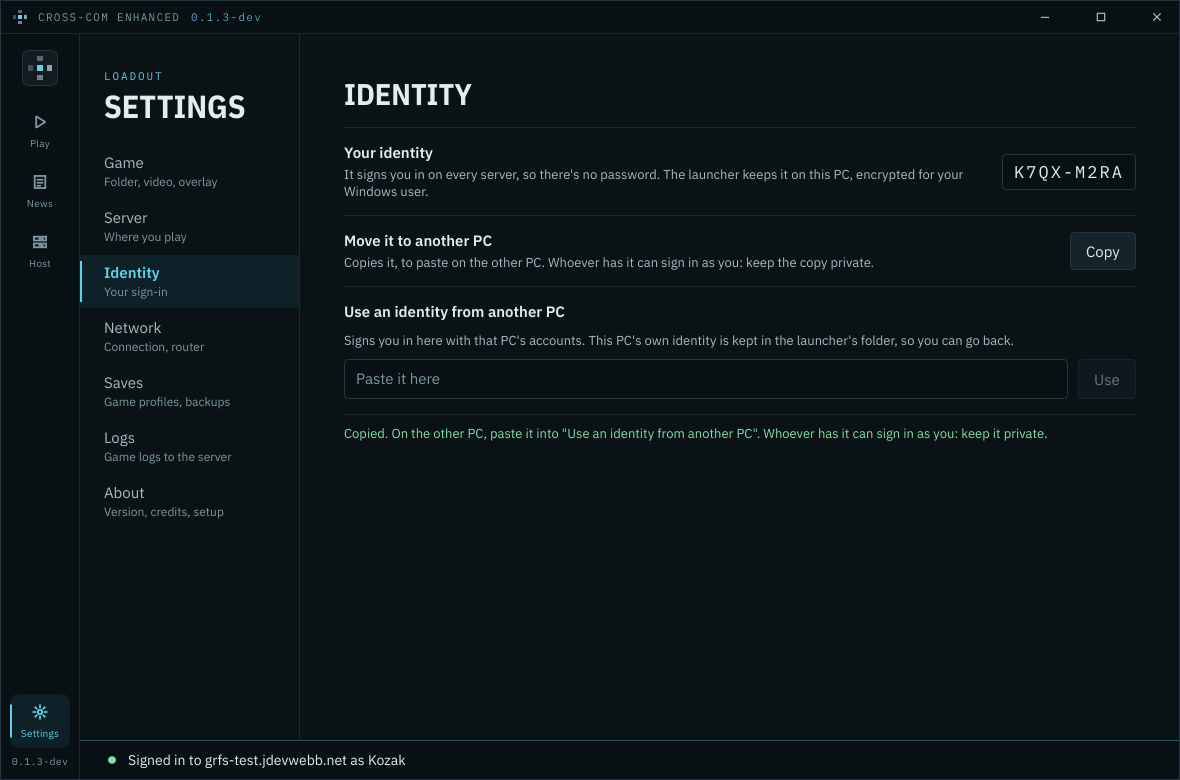 CROSS-COM ENHANCED 0.1.3-dev
Play
News
Host
Settings
0.1.3-dev
LOADOUT
SETTINGS
Game
Folder, video, overlay
Server
Where you play
Identity
Your sign-in
Network
Connection, router
Saves
Game profiles, backups
Logs
Game logs to the server
About
Version, credits, setup
IDENTITY
Your identity
It signs you in on every server, so there's no password. The launcher keeps it on this PC, encrypted for your
Windows user.
K7QX-M2RA
Move it to another PC
Copies it, to paste on the other PC. Whoever has it can sign in as you: keep the copy private.
Copy
Use an identity from another PC
Signs you in here with that PC's accounts. This PC's own identity is kept in the launcher's folder, so you can go back.
Paste it here
Use
Copied. On the other PC, paste it into "Use an identity from another PC". Whoever has it can sign in as you: keep it private.
Signed in to grfs-test.jdevwebb.net as Kozak